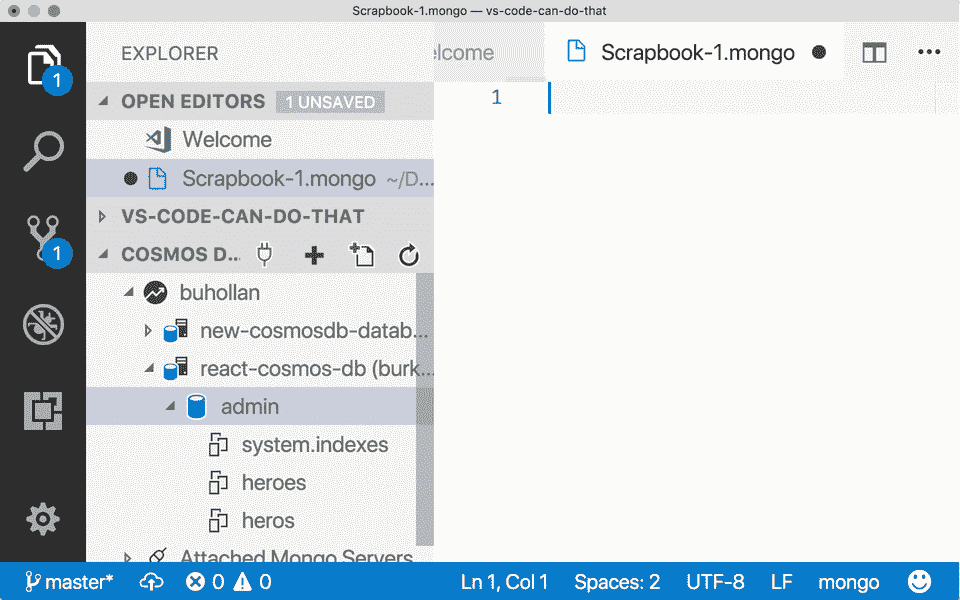 Scrapbook-1.mongo — vs-code-can-do-that
EXPLORER
elcome
Scrapbook-1.mongo
OPEN EDITORS 1 UNSAVED
1
Welcome
Scrapbook-1.mongo ~/D...
VS-CODE-CAN-DO-THAT
COSMOS D...
buhollan
new-cosmosdb-datab...
react-cosmos-db (burk...
admin
system.indexes
heroes
heros
Attached Mongo Servers
1
1
master* 0 0 Ln 1, Col 1 Spaces: 2 UTF-8 LF mongo